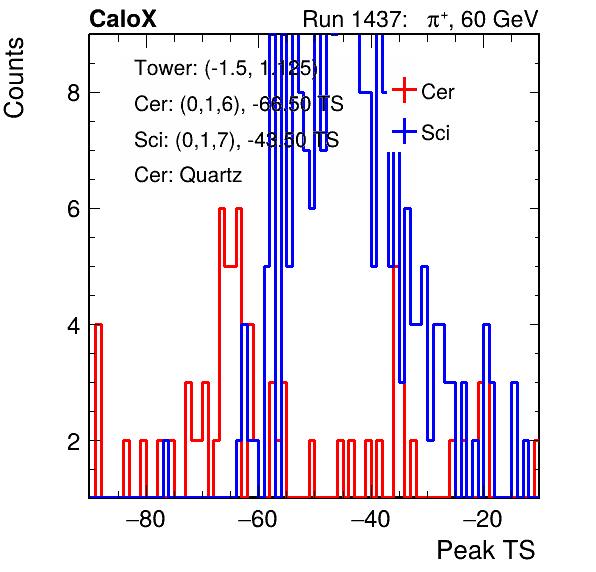 CaloX
Run 1437: π⁺, 60 GeV
Counts
Tower: (-1.5, 1.125)
Cer: (0,1,6), -66.50 TS
Sci: (0,1,7), -43.50 TS
Cer: Quartz
Cer
Sci
8
6
4
2
−80 −60 −40 −20
Peak TS